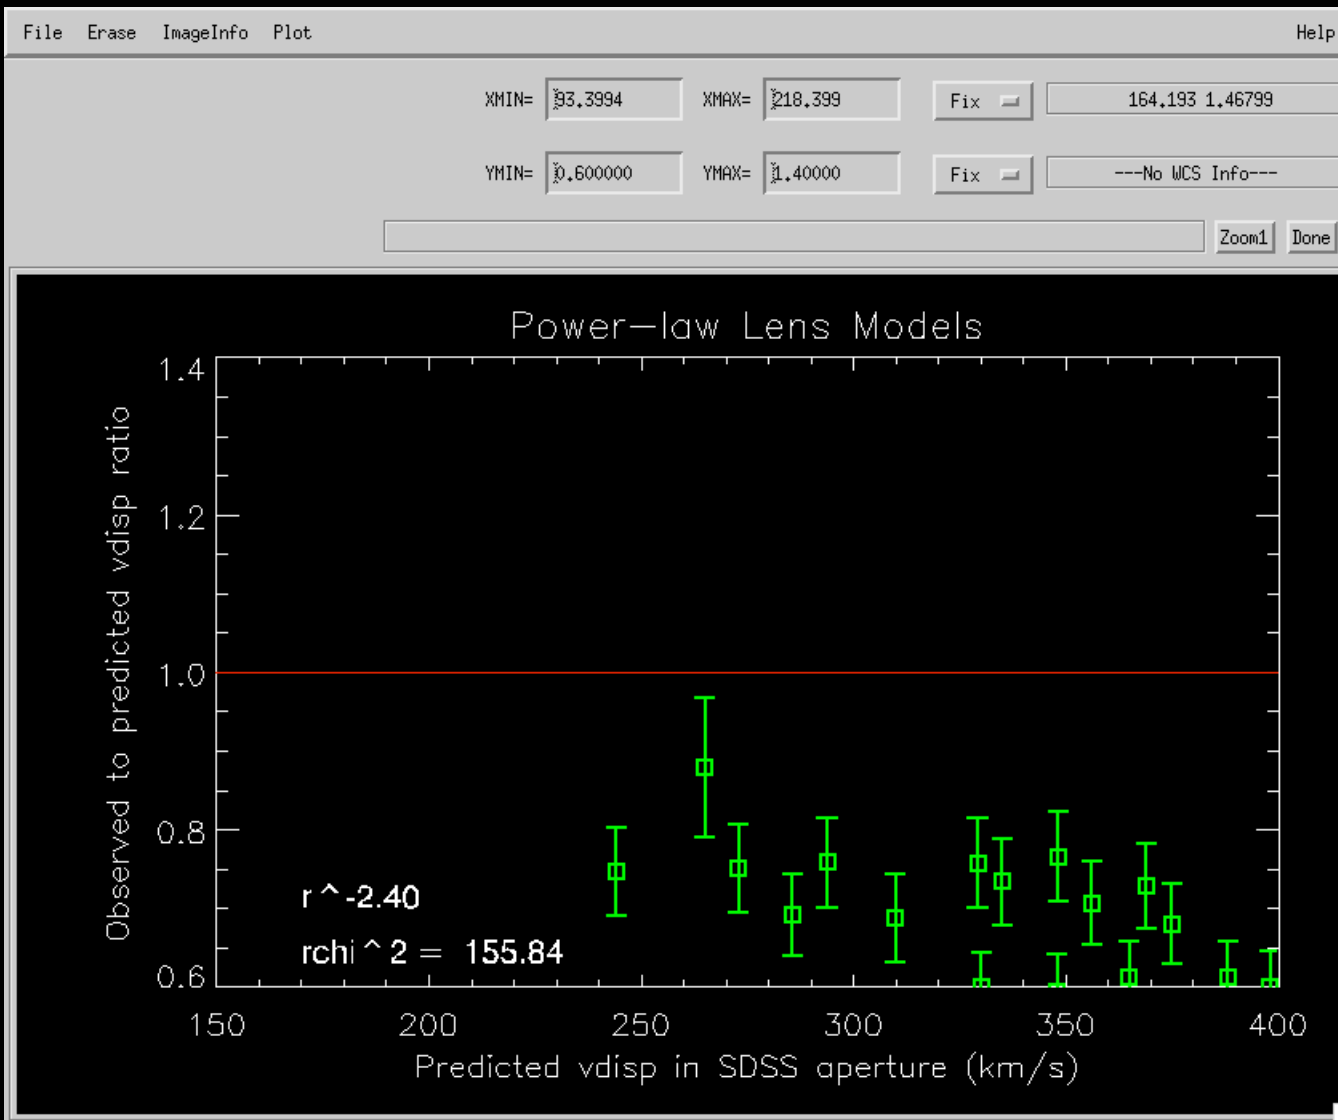 File Erase ImageInfo Plot Help
XMIN= 93.3994 XMAX= 218.399 Fix 164.193 1.46799
YMIN= 0.600000 YMAX= 1.40000 Fix ---No WCS Info---
Zoom1 Done
Power-law Lens Models
1.4
1.2
1.0
0.8
0.6
Observed to predicted vdisp ratio
r^-2.40
rchi^2 = 155.84
150 200 250 300 350 400
Predicted vdisp in SDSS aperture (km/s)